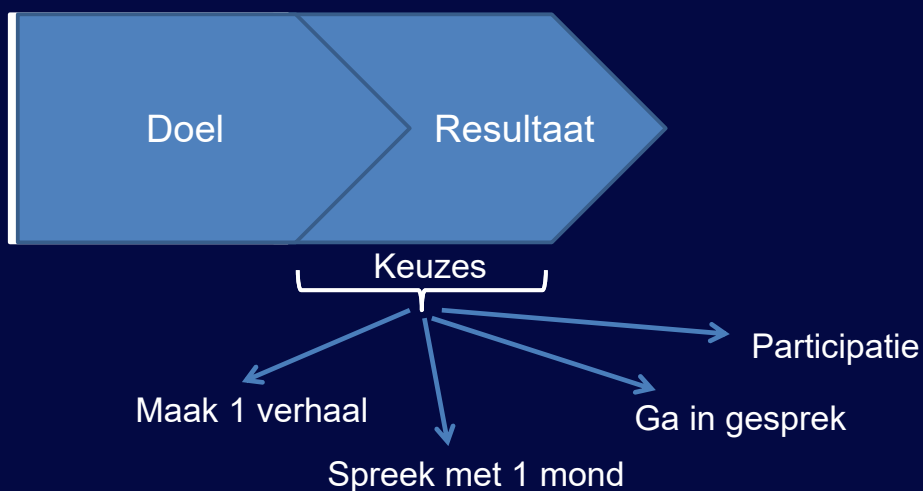 Doel
Resultaat
Keuzes
Participatie
Maak 1 verhaal
Ga in gesprek
Spreek met 1 mond